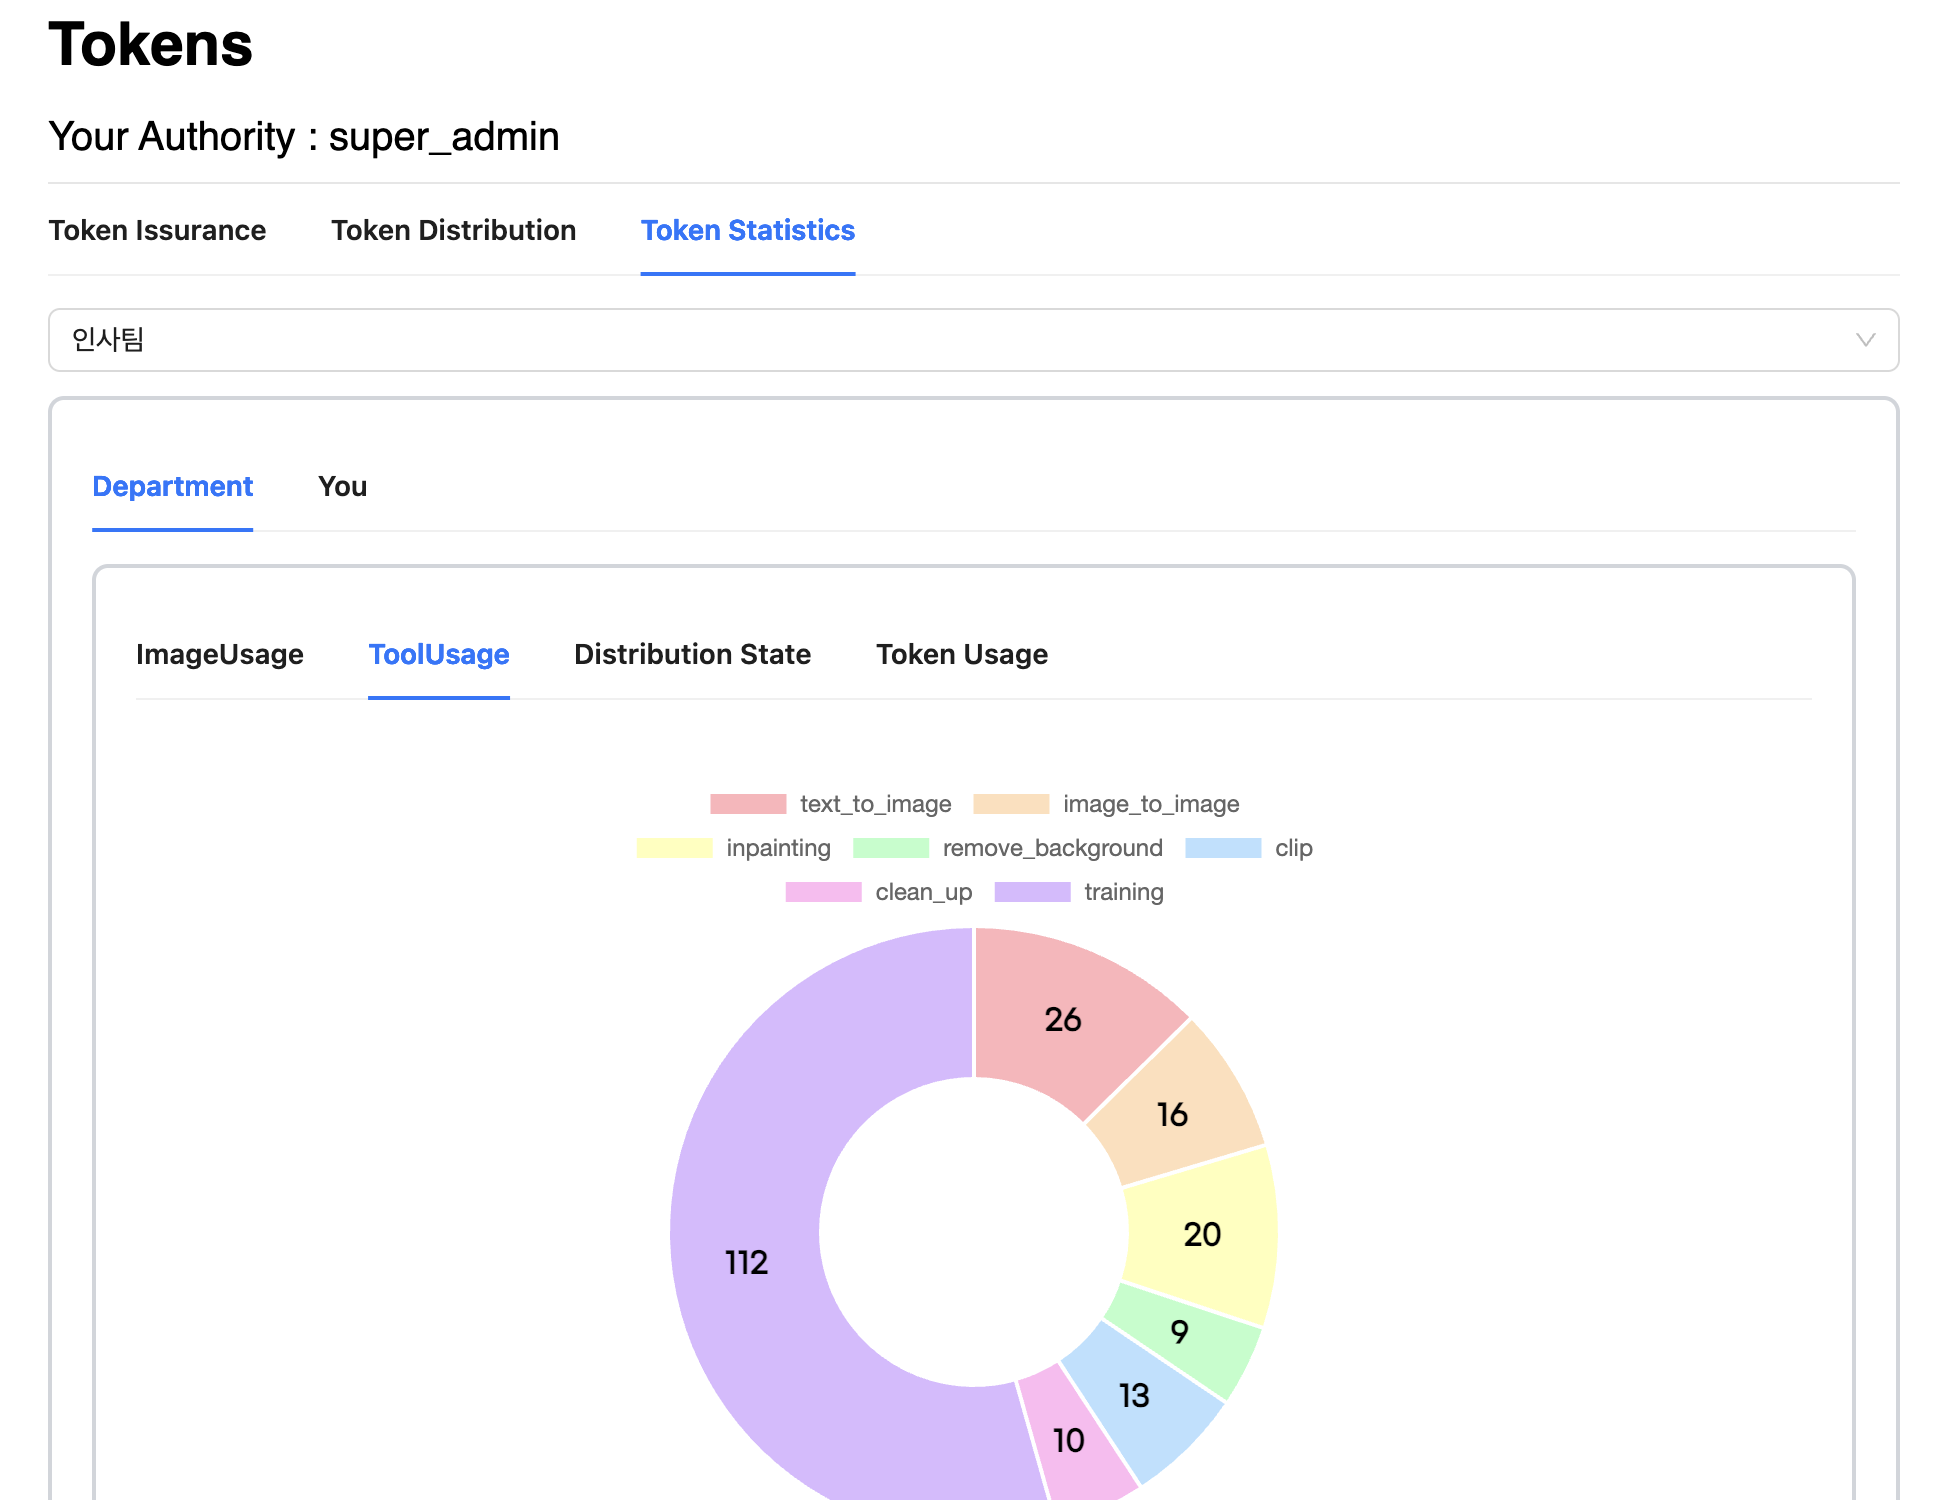 Tokens
Your Authority : super_admin
Token Issurance Token Distribution Token Statistics
인사팀
Department You
ImageUsage ToolUsage Distribution State Token Usage
text_to_image image_to_image
inpainting remove_background clip
clean_up training
26
16
20
112
9
13
10